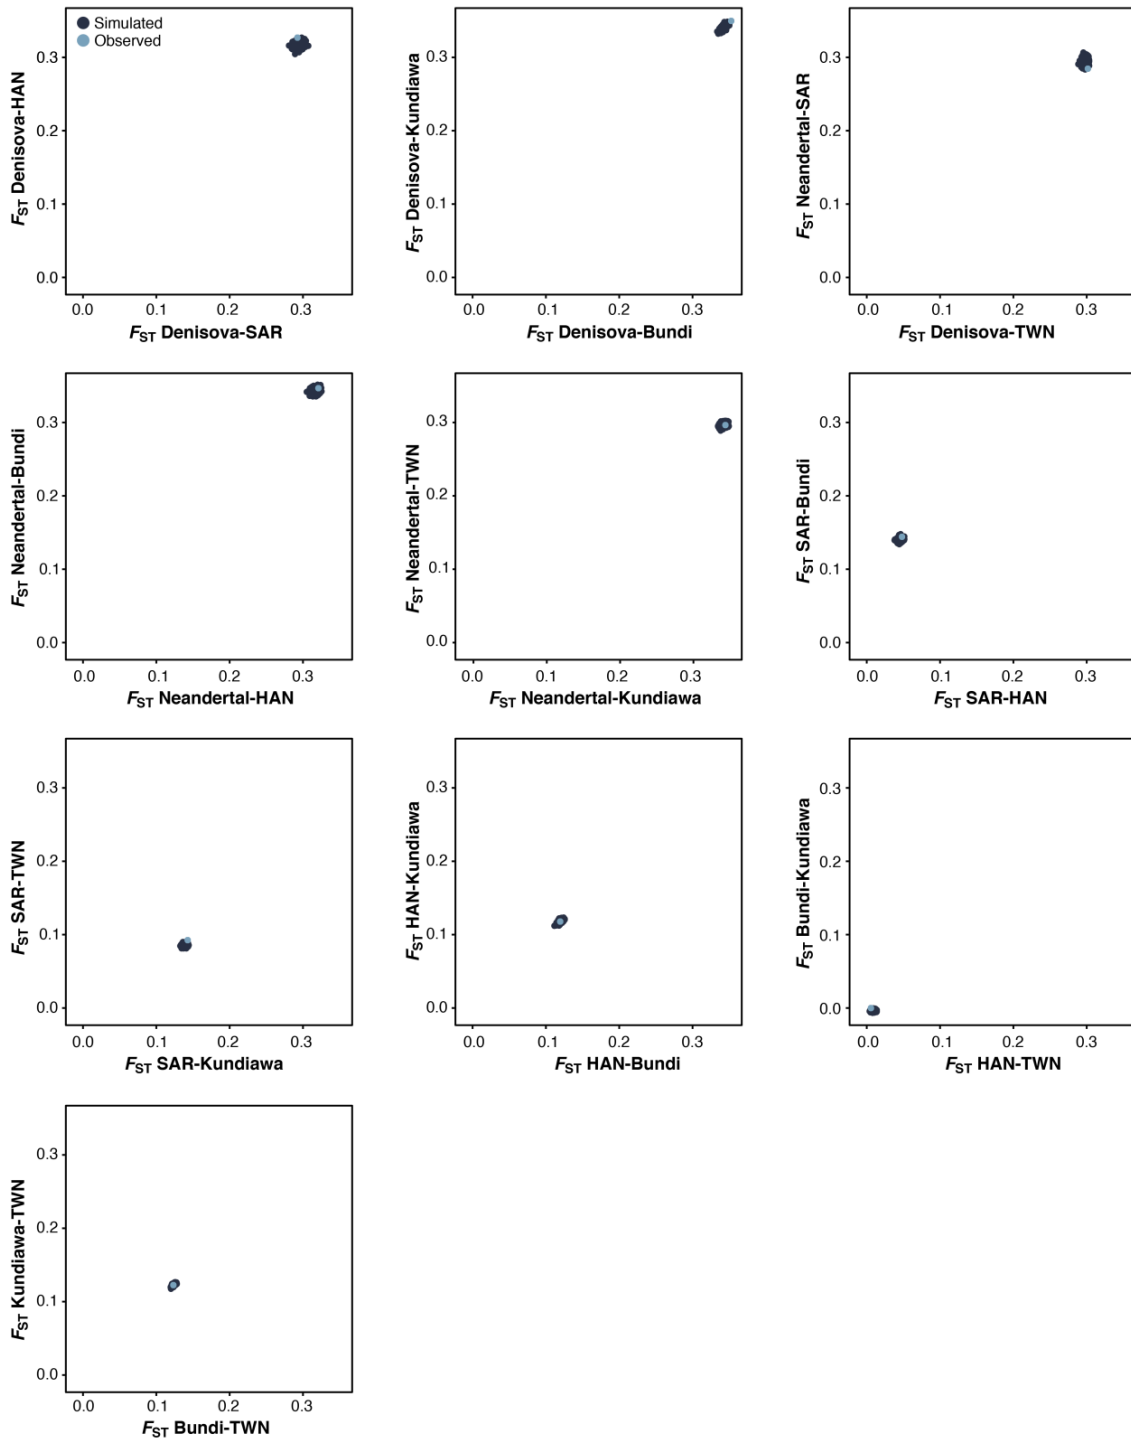 Simulated
Observed
0.3
0.2
0.1
0.0
FST Denisova-HAN
0.0 0.1 0.2 0.3
FST Denisova-SAR
0.3
0.2
0.1
0.0
FST Denisova-Kundiawa
0.0 0.1 0.2 0.3
FST Denisova-Bundi
0.3
0.2
0.1
0.0
FST Neandertal-SAR
0.0 0.1 0.2 0.3
FST Denisova-TWN
0.3
0.2
0.1
0.0
FST Neandertal-Bundi
0.0 0.1 0.2 0.3
FST Neandertal-HAN
0.3
0.2
0.1
0.0
FST Neandertal-TWN
0.0 0.1 0.2 0.3
FST Neandertal-Kundiawa
0.3
0.2
0.1
0.0
FST SAR-Bundi
0.0 0.1 0.2 0.3
FST SAR-HAN
0.3
0.2
0.1
0.0
FST SAR-TWN
0.0 0.1 0.2 0.3
FST SAR-Kundiawa
0.3
0.2
0.1
0.0
FST HAN-Kundiawa
0.0 0.1 0.2 0.3
FST HAN-Bundi
0.3
0.2
0.1
0.0
FST Bundi-Kundiawa
0.0 0.1 0.2 0.3
FST HAN-TWN
0.3
0.2
0.1
0.0
FST Kundiawa-TWN
0.0 0.1 0.2 0.3
FST Bundi-TWN